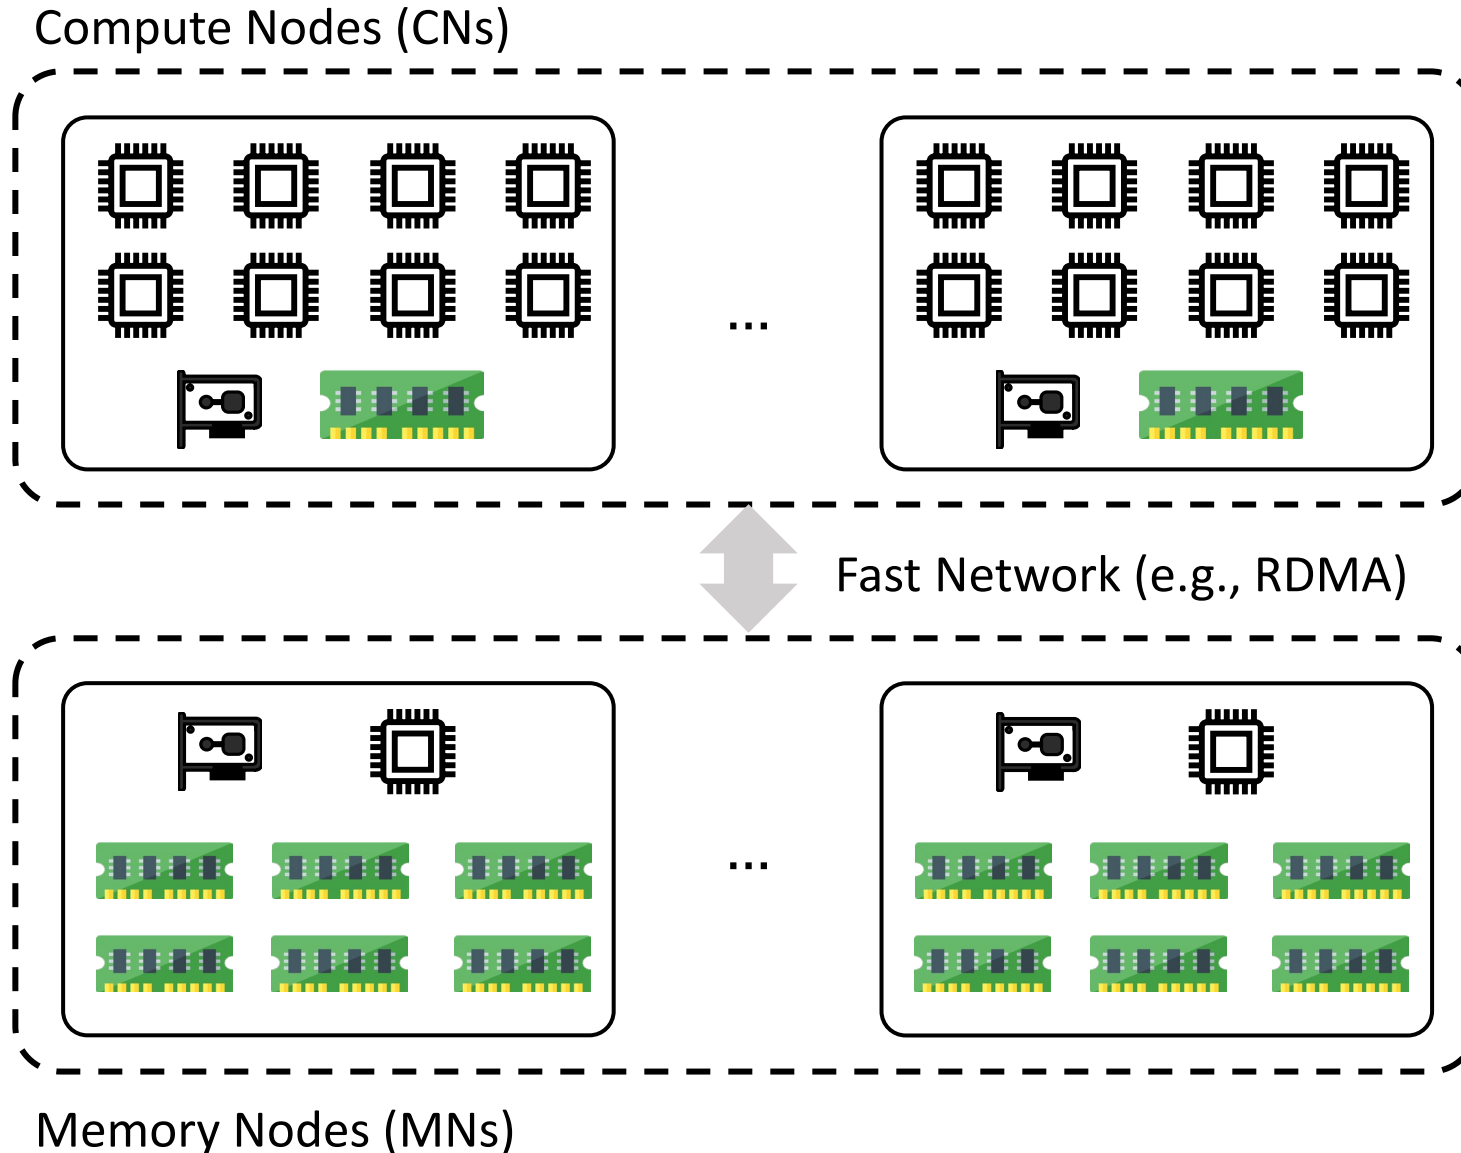 Compute Nodes (CNs)
...
Fast Network (e.g., RDMA)
...
Memory Nodes (MNs)